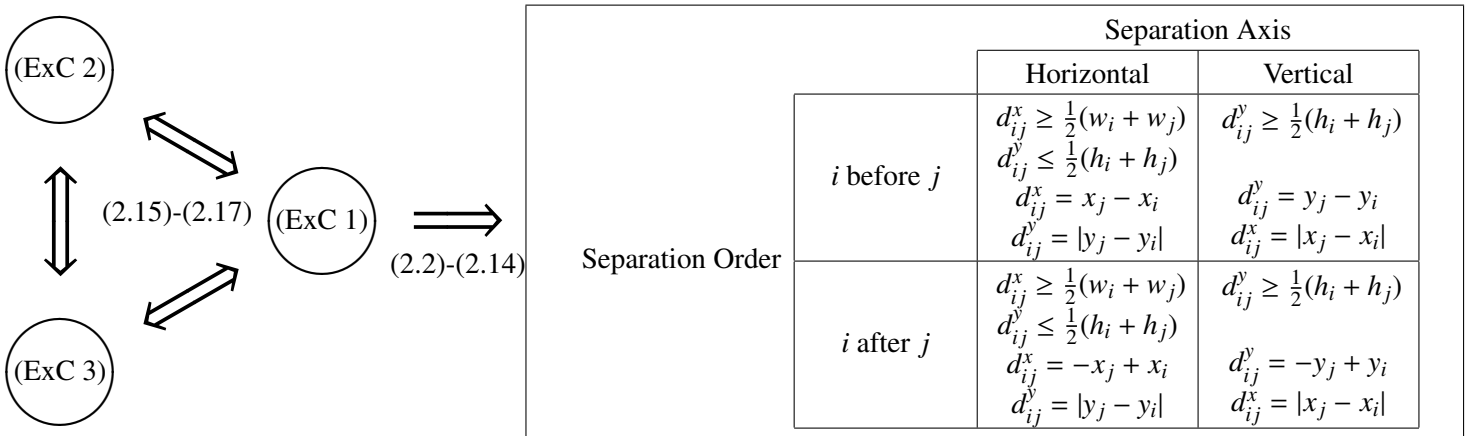 (ExC 2)
(2.15)-(2.17)
(ExC 1)
(ExC 3)
(2.2)-(2.14)
Separation Axis
Horizontal Vertical
Separation Order
i before j
d^x_{ij} ≥ ½(w_i + w_j) d^y_{ij} ≥ ½(h_i + h_j)
d^y_{ij} ≤ ½(h_i + h_j)
d^x_{ij} = x_j − x_i d^y_{ij} = y_j − y_i
d^y_{ij} = |y_j − y_i| d^x_{ij} = |x_j − x_i|
i after j
d^x_{ij} ≥ ½(w_i + w_j) d^y_{ij} ≥ ½(h_i + h_j)
d^y_{ij} ≤ ½(h_i + h_j)
d^x_{ij} = −x_j + x_i d^y_{ij} = −y_j + y_i
d^y_{ij} = |y_j − y_i| d^x_{ij} = |x_j − x_i|